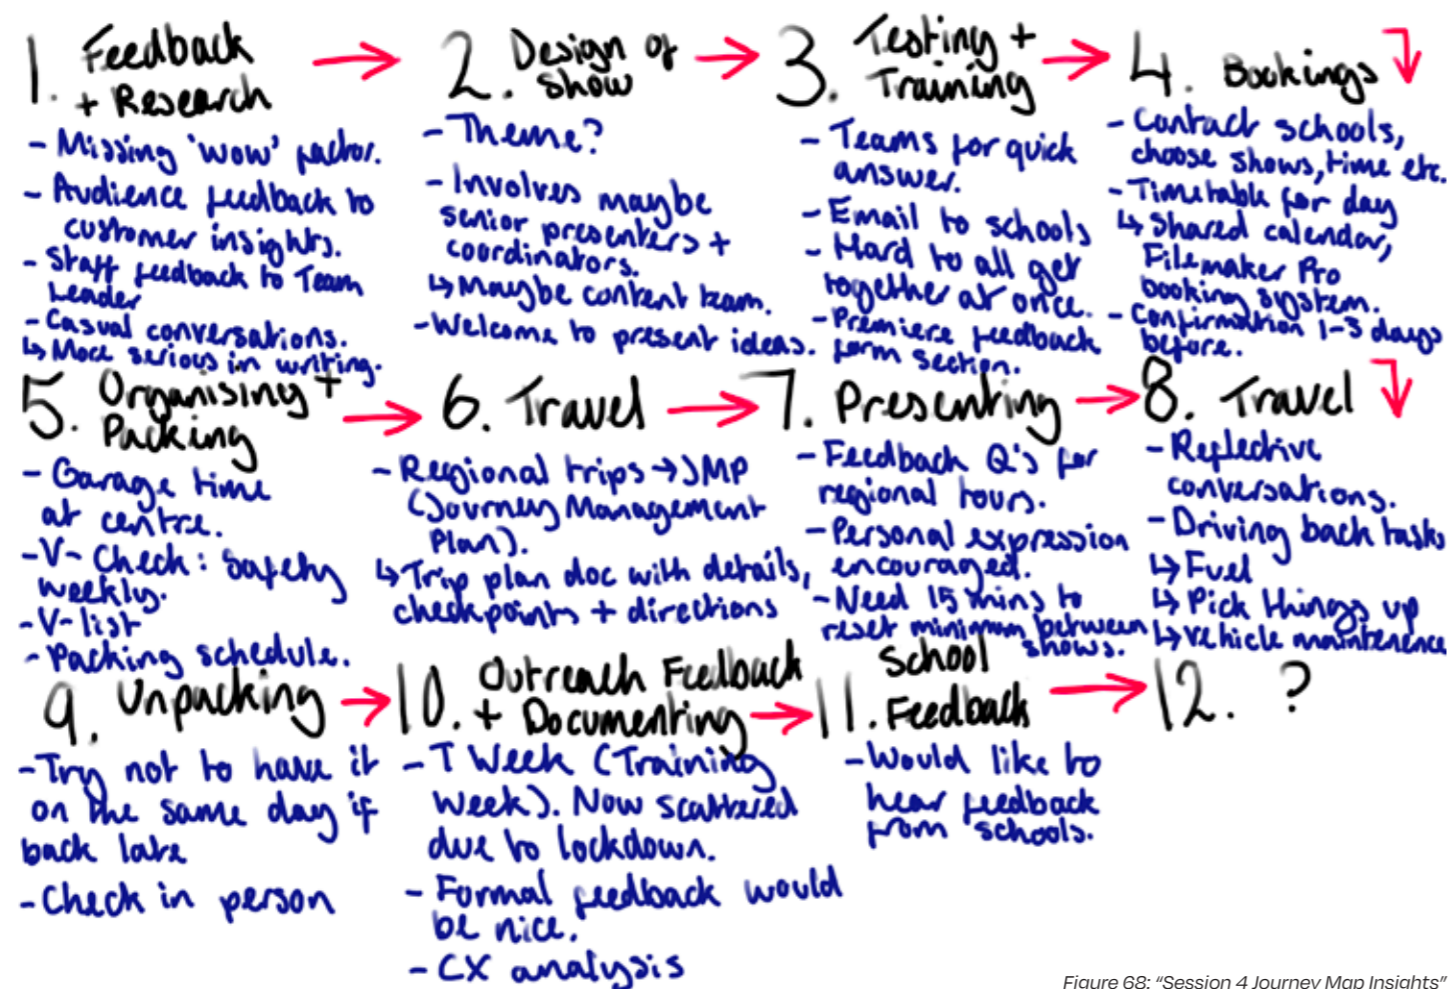 1. Feedback
+ Research
- Missing 'wow' factor.
- Audience feedback to
customer insights.
- Staff feedback to Team
Leader
- Casual conversations.
↳ More serious in writing.
2. Design of
show
- Theme?
- Involves maybe
senior presenters +
coordinators.
↳ Maybe content team.
- Welcome to present ideas.
3. Testing +
Training
- Teams for quick
answer.
- Email to schools
- Hard to all get
together at once.
- Premiere feedback
form section.
4. Bookings
- Contact schools,
choose shows, time etc.
- Timetable for day
↳ Shared calendar,
Filemaker Pro
booking system.
- Confirmation 1-3 days
before.
5. Organising +
Packing
- Garage time
at centre.
- V-Check: Safety
weekly.
- V-list
- Packing schedule.
6. Travel
- Regional trips → JMP
(Journey Management
Plan).
↳ Trip plan doc with details,
checkpoints + directions
7. Presenting
- Feedback Q's for
regional tours.
- Personal expression
encouraged.
- Need 15 mins to
reset minimum between
shows.
8. Travel
- Reflective
conversations.
- Driving back tasks
↳ Fuel
↳ Pick things up
↳ vehicle maintenence
9. Unpacking
- Try not to have it
on the same day if
back late
- Check in person
10. Outreach Feedback
+ Documenting
- T Week (Training
Week). Now scattered
due to lockdown.
- Formal feedback would
be nice.
- CX analysis
11. School
Feedback
- Would like to
hear feedback
from schools.
12. ?
Figure 68: "Session 4 Journey Map Insights"